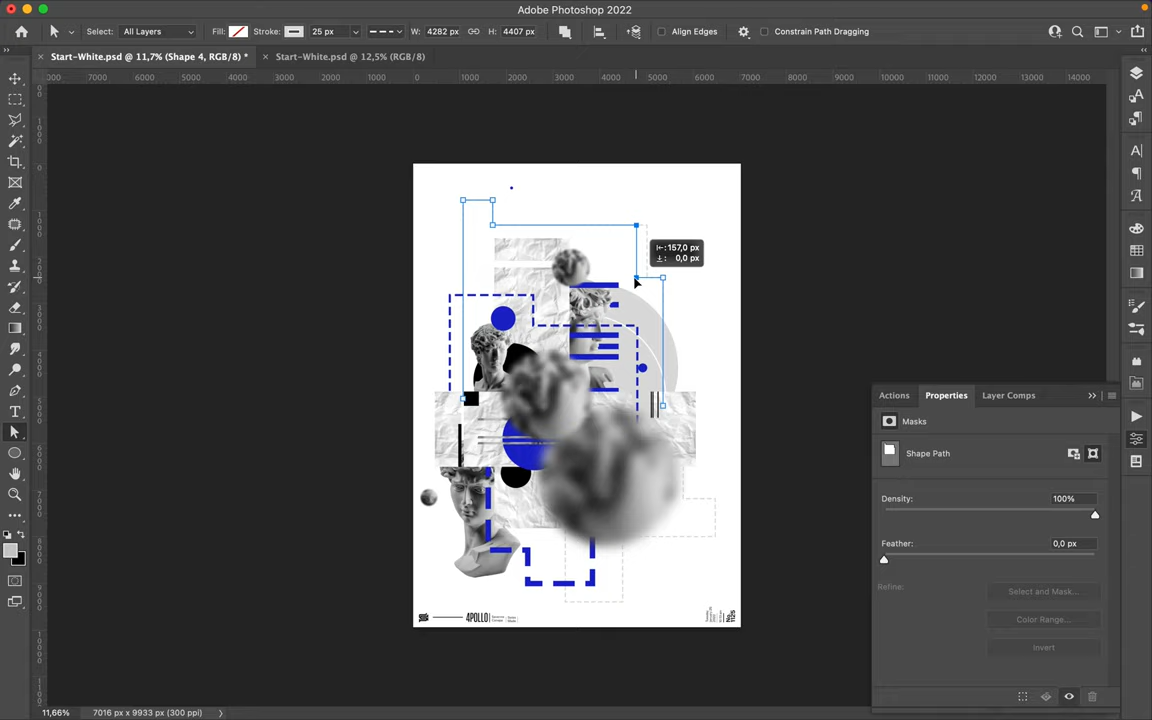 Adobe Photoshop 2022
Select: All Layers Fill: Stroke: 25 px W: 4282 px H: 4407 px Align Edges Constrain Path Dragging
× Start-White.psd @ 11,7% (Shape 4, RGB/8) * × Start-White.psd @ 12,5% (RGB/8)
000 7000 6000 5000 4000 3000 2000 1000 0 1000 2000 3000 4000 5000 6000 7000 8000 9000 10000 11000 12000 13000 14000
157,0 px
0,0 px
4POLLO
Nº 1125
Actions Properties Layer Comps
Masks
Shape Path
Density: 100%
Feather: 0,0 px
Refine: Select and Mask...
Color Range...
Invert
11,66% 7016 px x 9933 px (300 ppi)